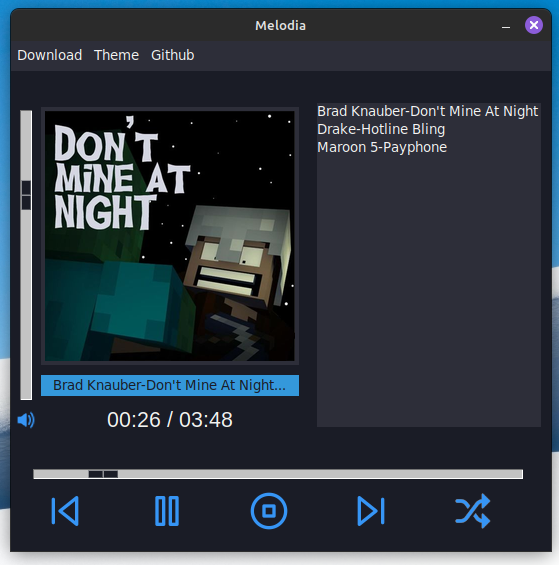 Melodia
Download Theme Github
DON'T
MINE AT
NIGHT
Brad Knauber-Don't Mine At Night
Drake-Hotline Bling
Maroon 5-Payphone
Brad Knauber-Don't Mine At Night...
00:26 / 03:48